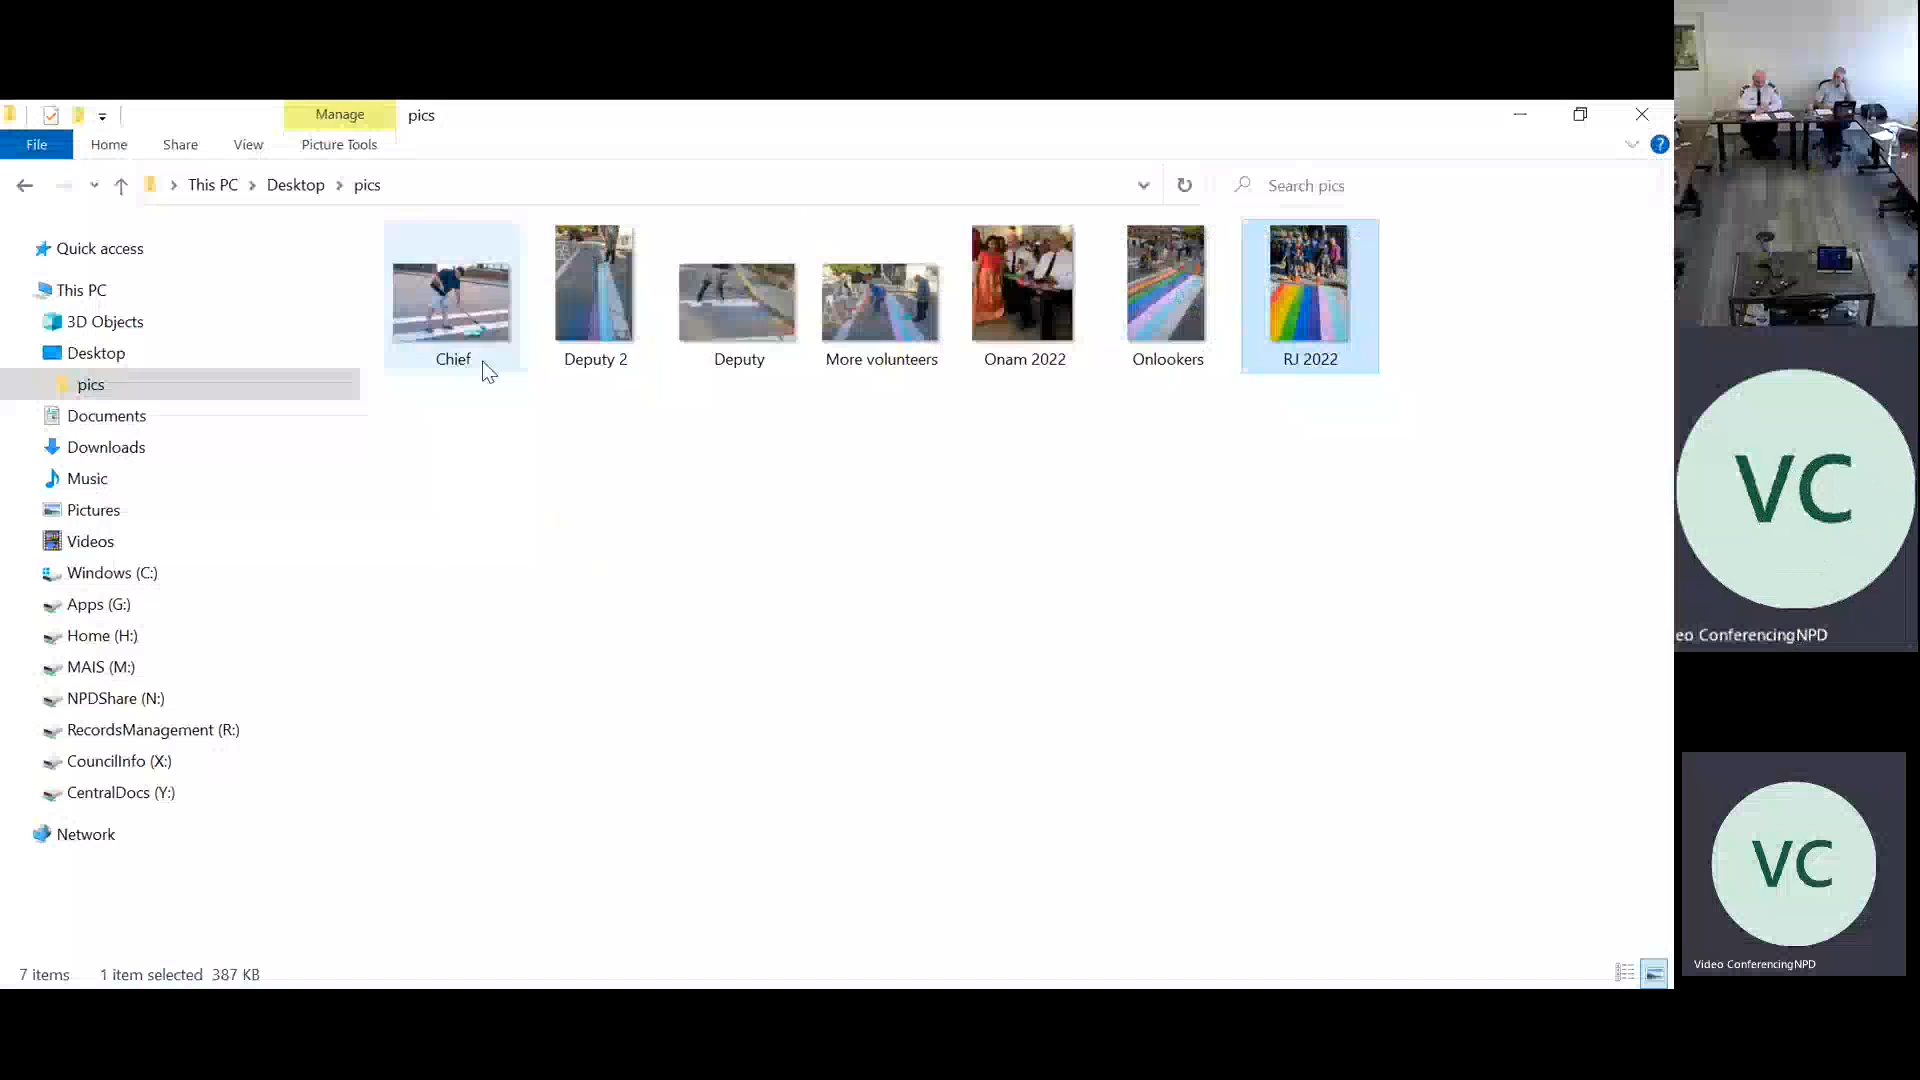 Manage
pics
File
Home
Share
View
Picture Tools
This PC
Desktop
pics
Search pics
Quick access
This PC
3D Objects
Desktop
pics
Documents
Downloads
Music
Pictures
Videos
Windows (C:)
Apps (G:)
Home (H:)
MAIS (M:)
NPDShare (N:)
RecordsManagement (R:)
CouncilInfo (X:)
CentralDocs (Y:)
Network
Chief
Deputy 2
Deputy
More volunteers
Onam 2022
Onlookers
RJ 2022
7 items
1 item selected 387 KB
VC
eo ConferencingNPD
VC
Video ConferencingNPD